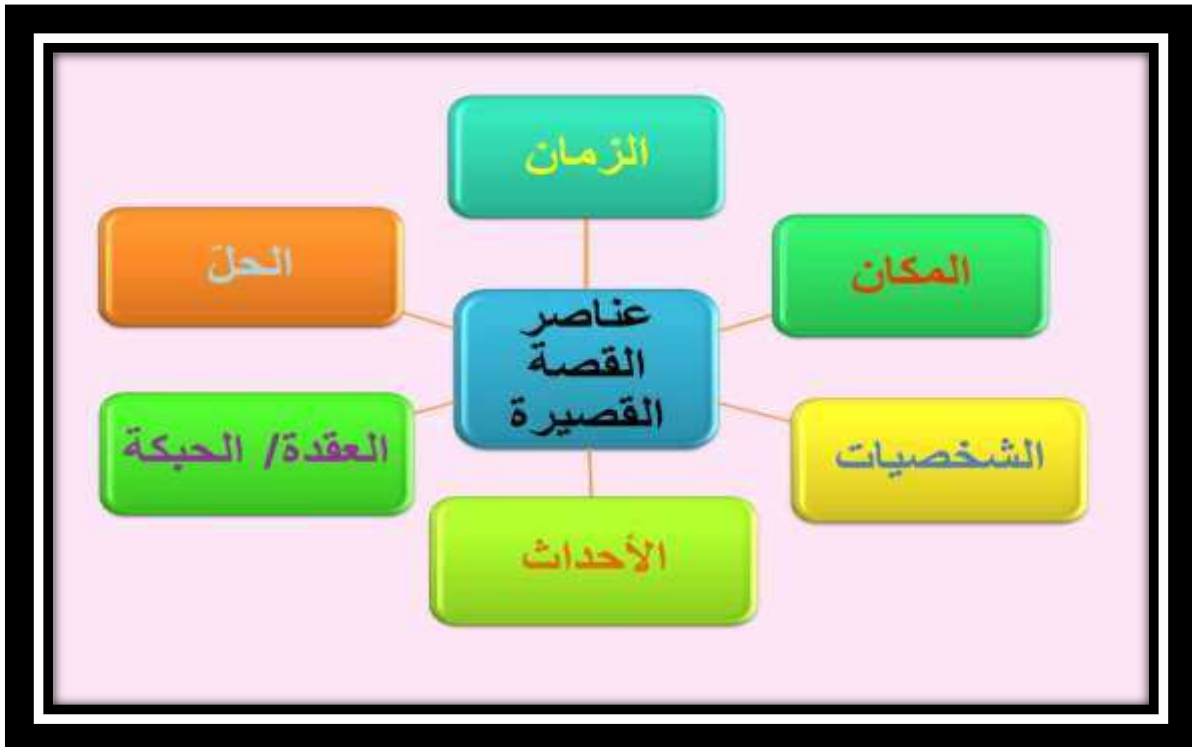 الزمان
المكان
الحلّ
عناصر
القصة
القصيرة
الشخصيات
العقدة/ الحبكة
الأحداث